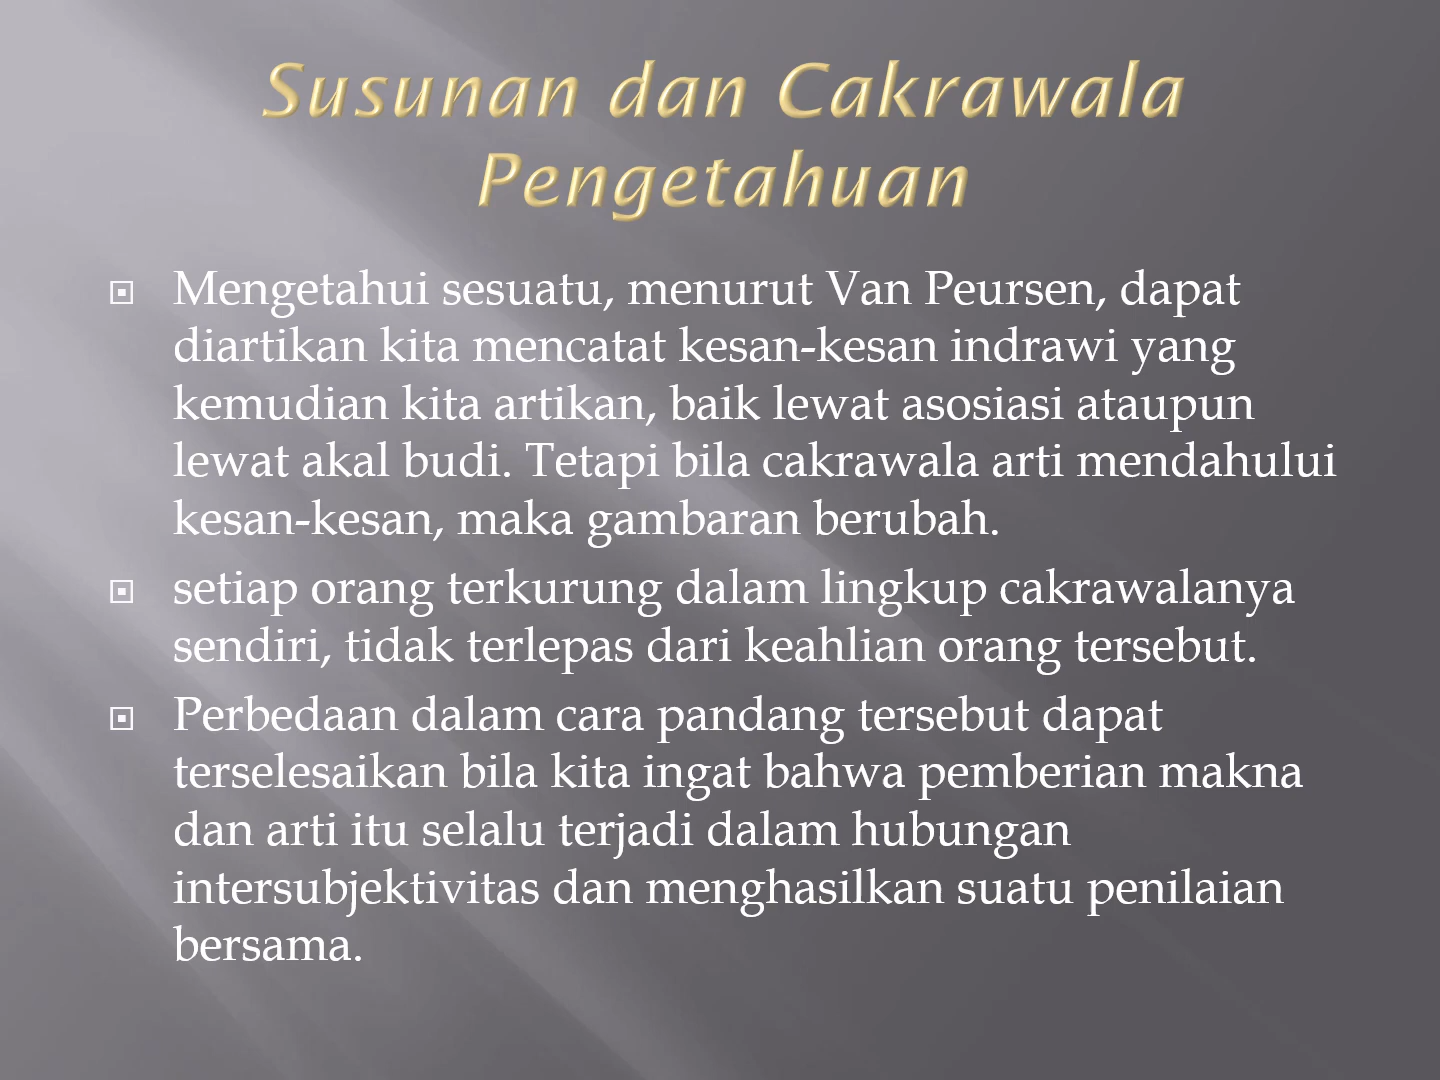 Susunan dan Cakrawala
Pengetahuan
Mengetahui sesuatu, menurut Van Peursen, dapat
diartikan kita mencatat kesan-kesan indrawi yang
kemudian kita artikan, baik lewat asosiasi ataupun
lewat akal budi. Tetapi bila cakrawala arti mendahului
kesan-kesan, maka gambaran berubah.
setiap orang terkurung dalam lingkup cakrawalanya
sendiri, tidak terlepas dari keahlian orang tersebut.
Perbedaan dalam cara pandang tersebut dapat
terselesaikan bila kita ingat bahwa pemberian makna
dan arti itu selalu terjadi dalam hubungan
intersubjektivitas dan menghasilkan suatu penilaian
bersama.